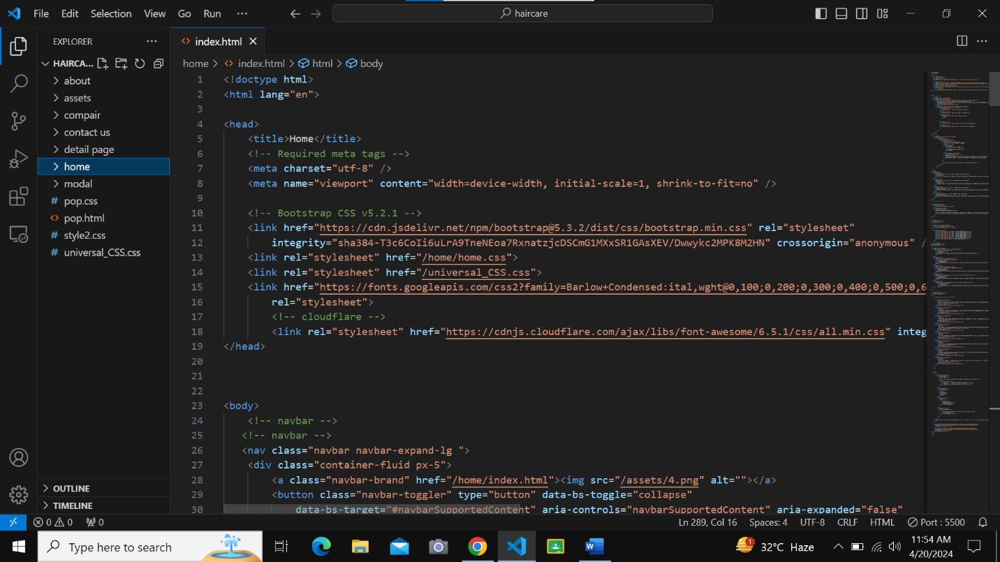 File Edit Selection View Go Run ··· haircare
EXPLORER ···
HAIRCA...
about
assets
compair
contact us
detail page
home
modal
# pop.css
<> pop.html
# style2.css
# universal_CSS.css
OUTLINE
TIMELINE
<> index.html
home > <> index.html > html > body
1 <!doctype html>
2 <html lang="en">
3
4 <head>
5 <title>Home</title>
6 <!-- Required meta tags -->
7 <meta charset="utf-8" />
8 <meta name="viewport" content="width=device-width, initial-scale=1, shrink-to-fit=no" />
9
10 <!-- Bootstrap CSS v5.2.1 -->
11 <link href="https://cdn.jsdelivr.net/npm/bootstrap@5.3.2/dist/css/bootstrap.min.css" rel="stylesheet"
12 integrity="sha384-T3c6CoIi6uLrA9TneNEoa7RxnatzjcDSCmG1MXxSR1GAsXEV/Dwwykc2MPK8M2HN" crossorigin="anonymous" /
13 <link rel="stylesheet" href="/home/home.css">
14 <link rel="stylesheet" href="/universal_CSS.css">
15 <link href="https://fonts.googleapis.com/css2?family=Barlow+Condensed:ital,wght@0,100;0,200;0,300;0,400;0,500;0,6
16 rel="stylesheet">
17 <!-- cloudflare -->
18 <link rel="stylesheet" href="https://cdnjs.cloudflare.com/ajax/libs/font-awesome/6.5.1/css/all.min.css" integ
19 </head>
20
21
22
23 <body>
24 <!-- navbar -->
25 <!-- navbar -->
26 <nav class="navbar navbar-expand-lg ">
27 <div class="container-fluid px-5">
28 <a class="navbar-brand" href="/home/index.html"><img src="/assets/4.png" alt=""></a>
29 <button class="navbar-toggler" type="button" data-bs-toggle="collapse"
30 data-bs-target="#navbarSupportedContent" aria-controls="navbarSupportedContent" aria-expanded="false"
0 0 0 Ln 289, Col 16 Spaces: 4 UTF-8 CRLF HTML Port : 5500
Type here to search 1 32°C Haze 11:54 AM
4/20/2024